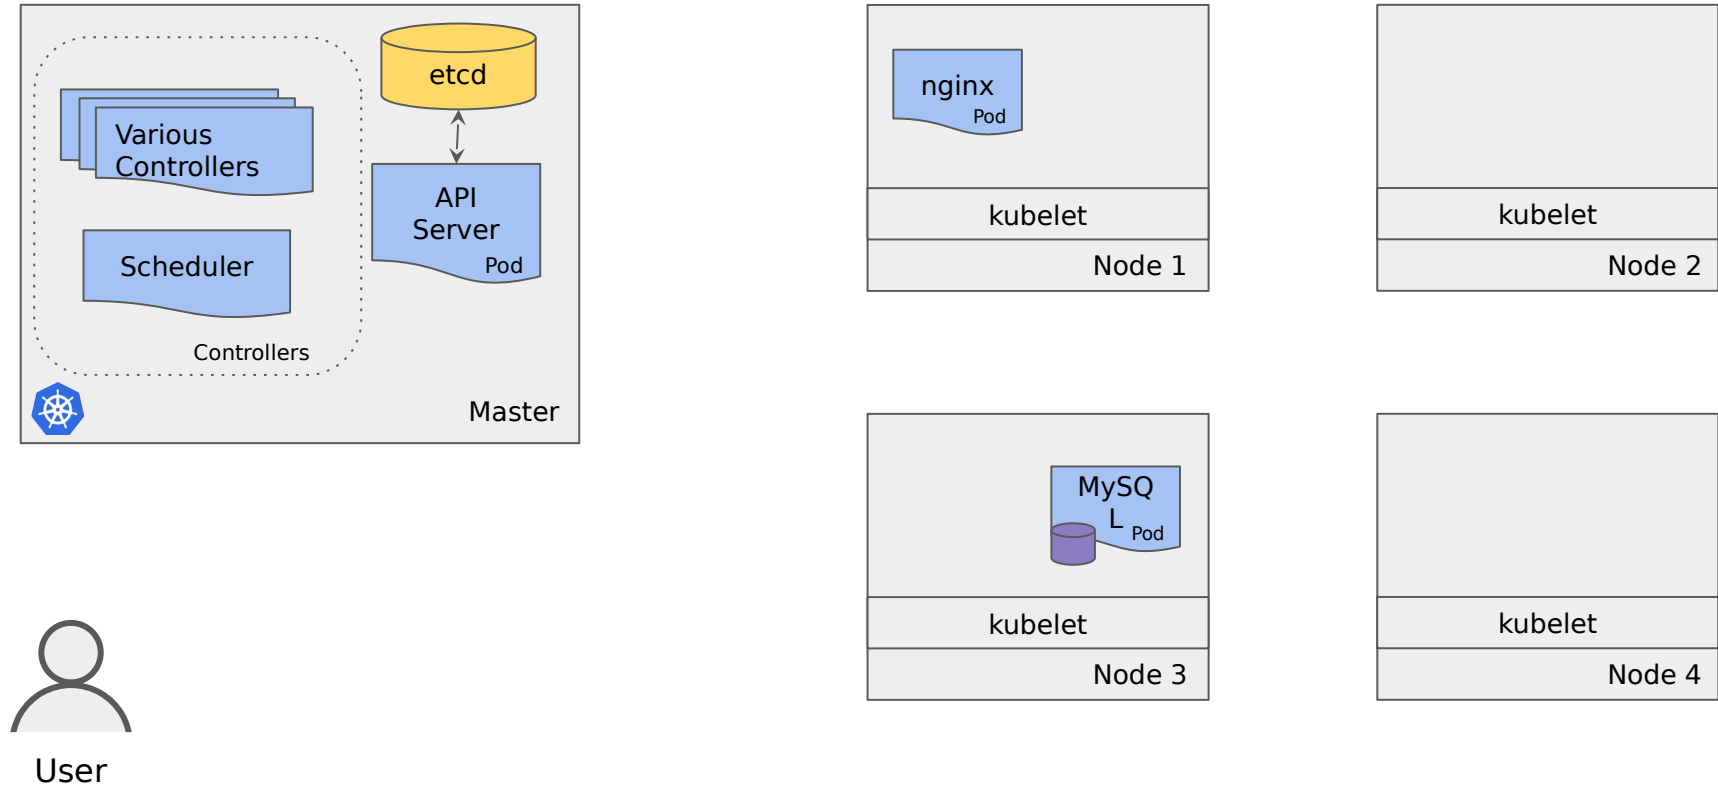 etcd
Various
Controllers
API
Server
Pod
Scheduler
Controllers
Master
nginx
Pod
kubelet
Node 1
kubelet
Node 2
MySQ
L Pod
kubelet
Node 3
kubelet
Node 4
User